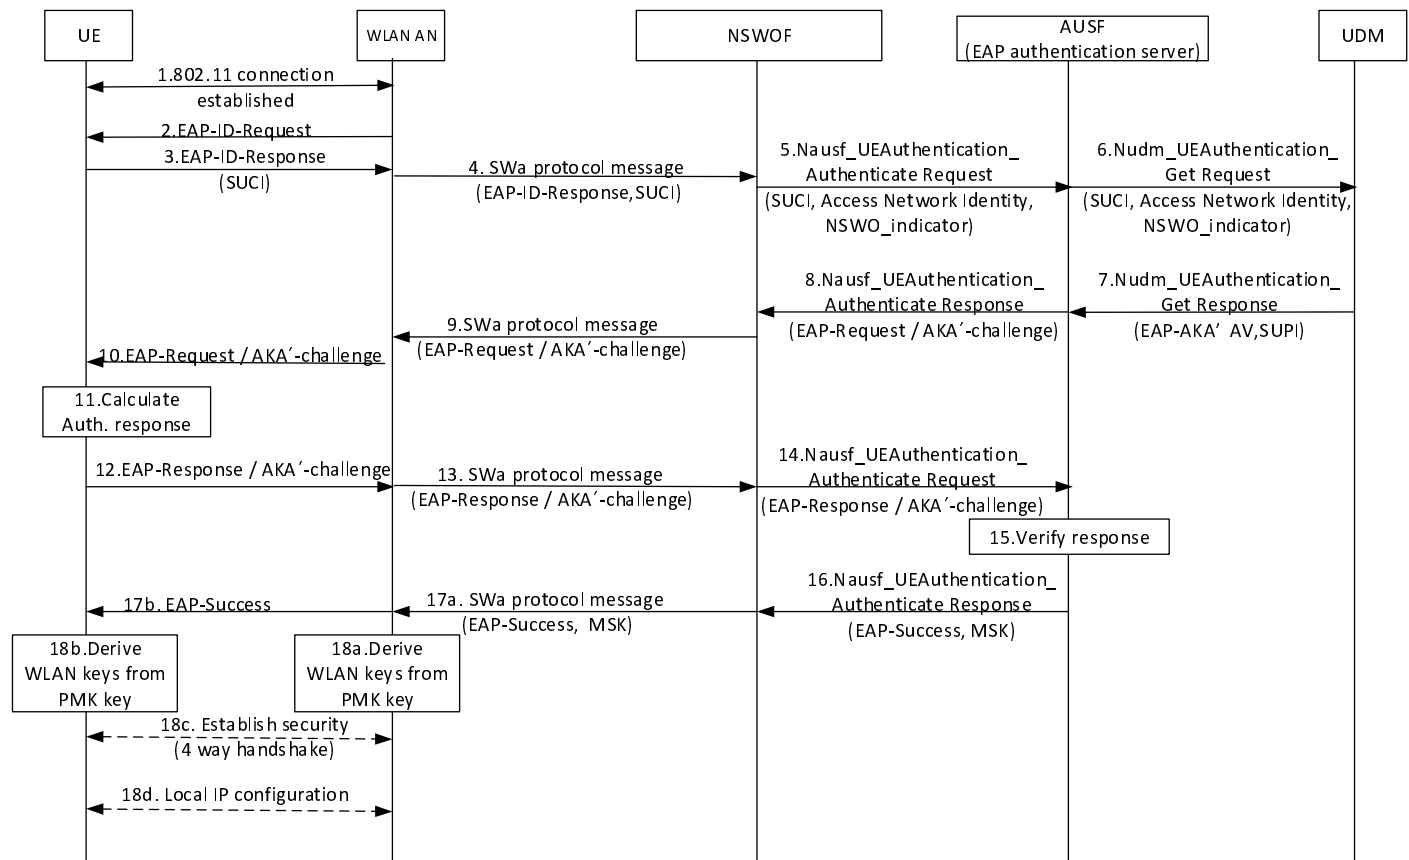 UE
WLAN AN
NSWOF
AUSF
(EAP authentication server)
UDM
1.802.11 connection
established
2.EAP-ID-Request
3.EAP-ID-Response
(SUCI)
4. SWa protocol message
(EAP-ID-Response,SUCI)
5.Nausf_UEAuthentication_
Authenticate Request
(SUCI, Access Network Identity,
NSWO_indicator)
6.Nudm_UEAuthentication_
Get Request
(SUCI, Access Network Identity,
NSWO_indicator)
7.Nudm_UEAuthentication_
Get Response
(EAP-AKA’ AV,SUPI)
8.Nausf_UEAuthentication_
Authenticate Response
(EAP-Request / AKA´-challenge)
9.SWa protocol message
(EAP-Request / AKA´-challenge)
10.EAP-Request / AKA´-challenge
11.Calculate
Auth. response
12.EAP-Response / AKA´-challenge
13. SWa protocol message
(EAP-Response / AKA´-challenge)
14.Nausf_UEAuthentication_
Authenticate Request
(EAP-Response / AKA´-challenge)
15.Verify response
16.Nausf_UEAuthentication_
Authenticate Response
(EAP-Success, MSK)
17a. SWa protocol message
(EAP-Success, MSK)
17b. EAP-Success
18b.Derive
WLAN keys from
PMK key
18a.Derive
WLAN keys from
PMK key
18c. Establish security
(4 way handshake)
18d. Local IP configuration